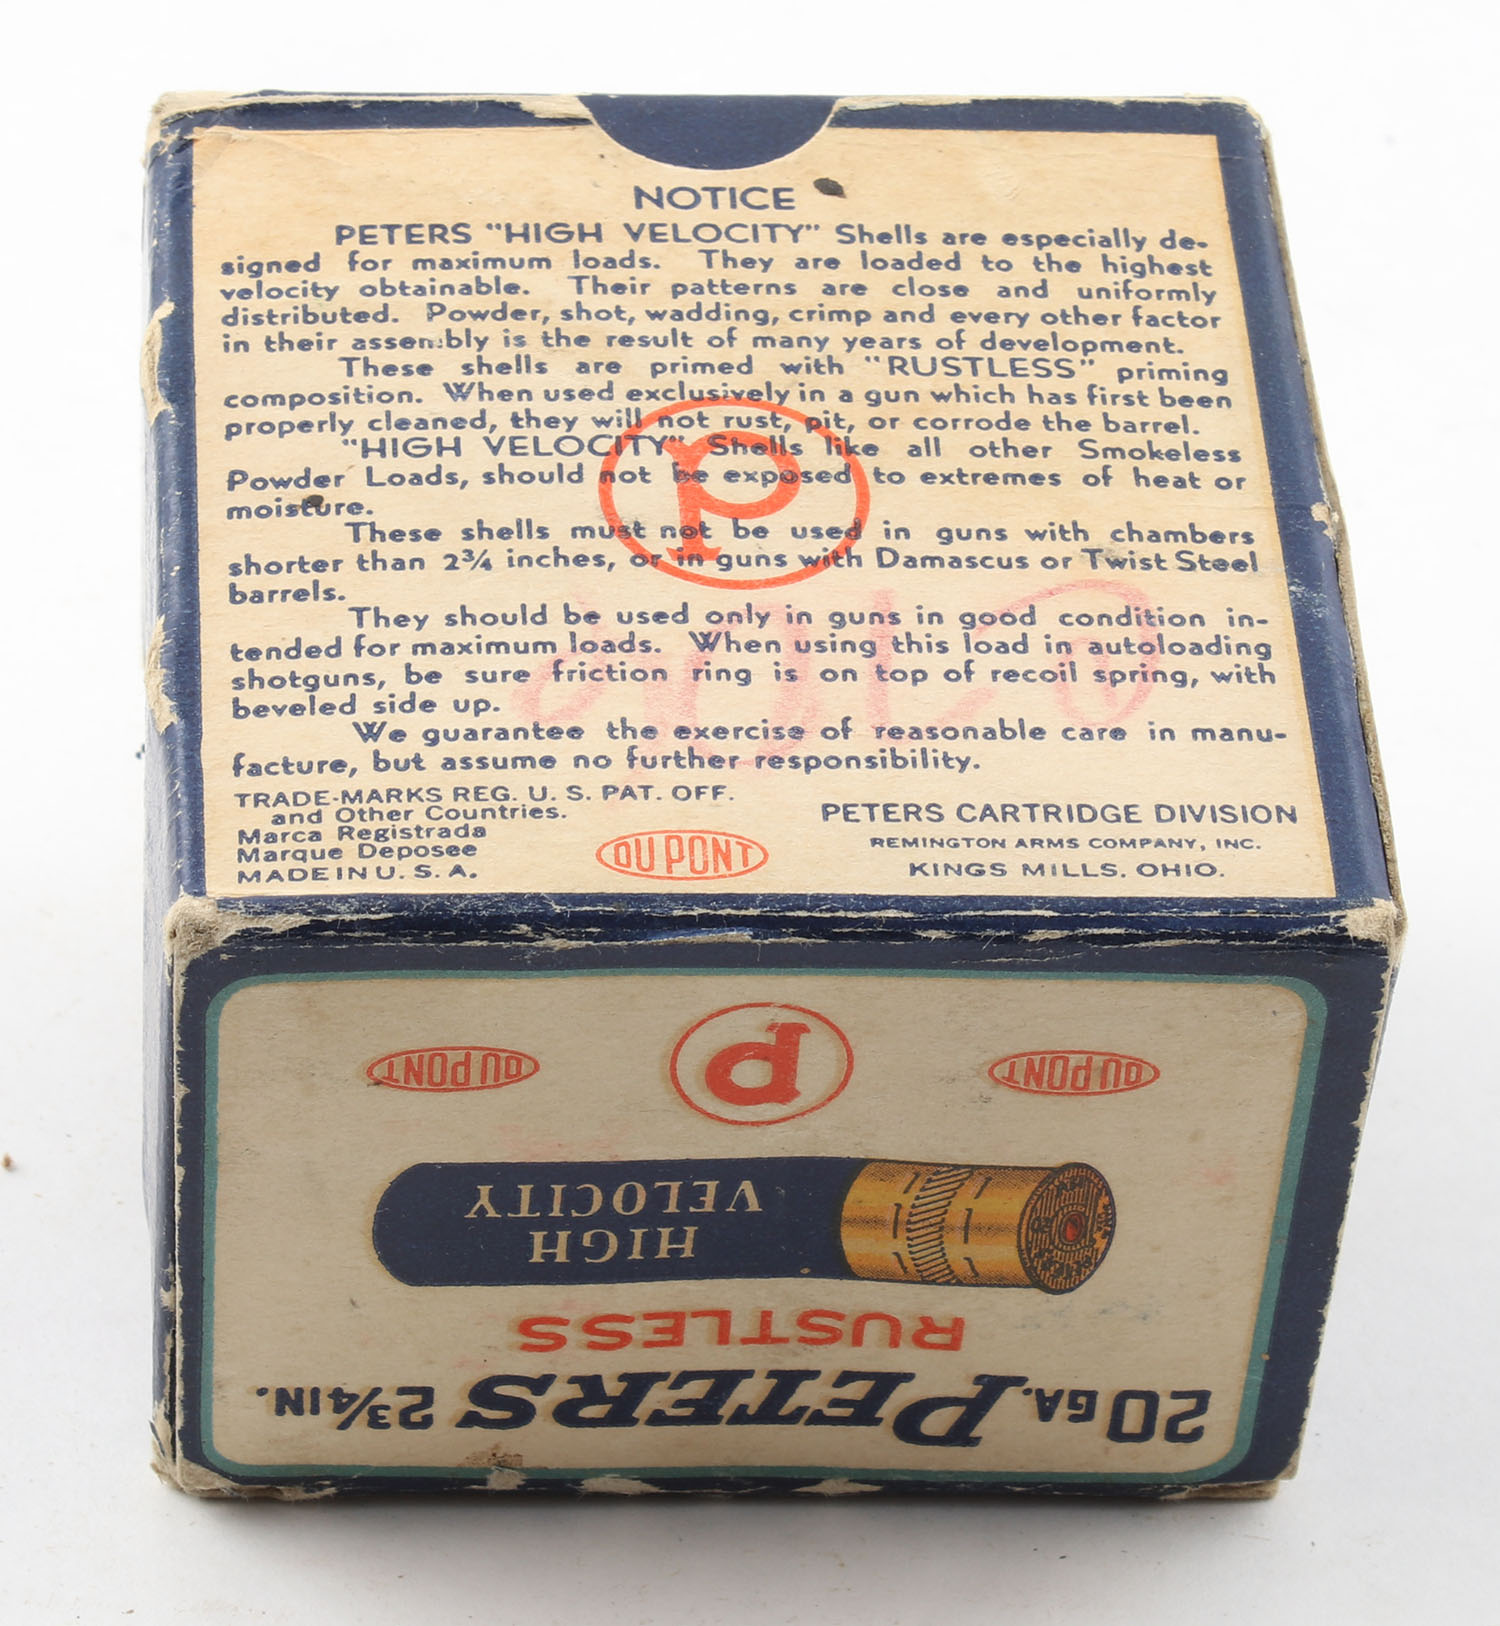 NOTICE
PETERS "HIGH VELOCITY" Shells are especially de-
signed for maximum loads. They are loaded to the highest
velocity obtainable. Their patterns are close and uniformly
distributed. Powder, shot, wadding, crimp and every other factor
in their assembly is the result of many years of development.
These shells are primed with "RUSTLESS" priming
composition. When used exclusively in a gun which has first been
properly cleaned, they will not rust, pit, or corrode the barrel.
"HIGH VELOCITY" Shells like all other Smokeless
Powder Loads, should not be exposed to extremes of heat or
moisture.
These shells must not be used in guns with chambers
shorter than 2¾ inches, or in guns with Damascus or Twist Steel
barrels.
They should be used only in guns in good condition in-
tended for maximum loads. When using this load in autoloading
shotguns, be sure friction ring is on top of recoil spring, with
beveled side up.
We guarantee the exercise of reasonable care in manu-
facture, but assume no further responsibility.
P
TRADE-MARKS REG. U. S. PAT. OFF.
and Other Countries.
Marca Registrada
Marque Deposee
MADE IN U. S. A.
DU PONT
PETERS CARTRIDGE DIVISION
REMINGTON ARMS COMPANY, INC.
KINGS MILLS, OHIO.
20 GA. PETERS 2¾ IN.
RUSTLESS
HIGH
VELOCITY
DU PONT P DU PONT